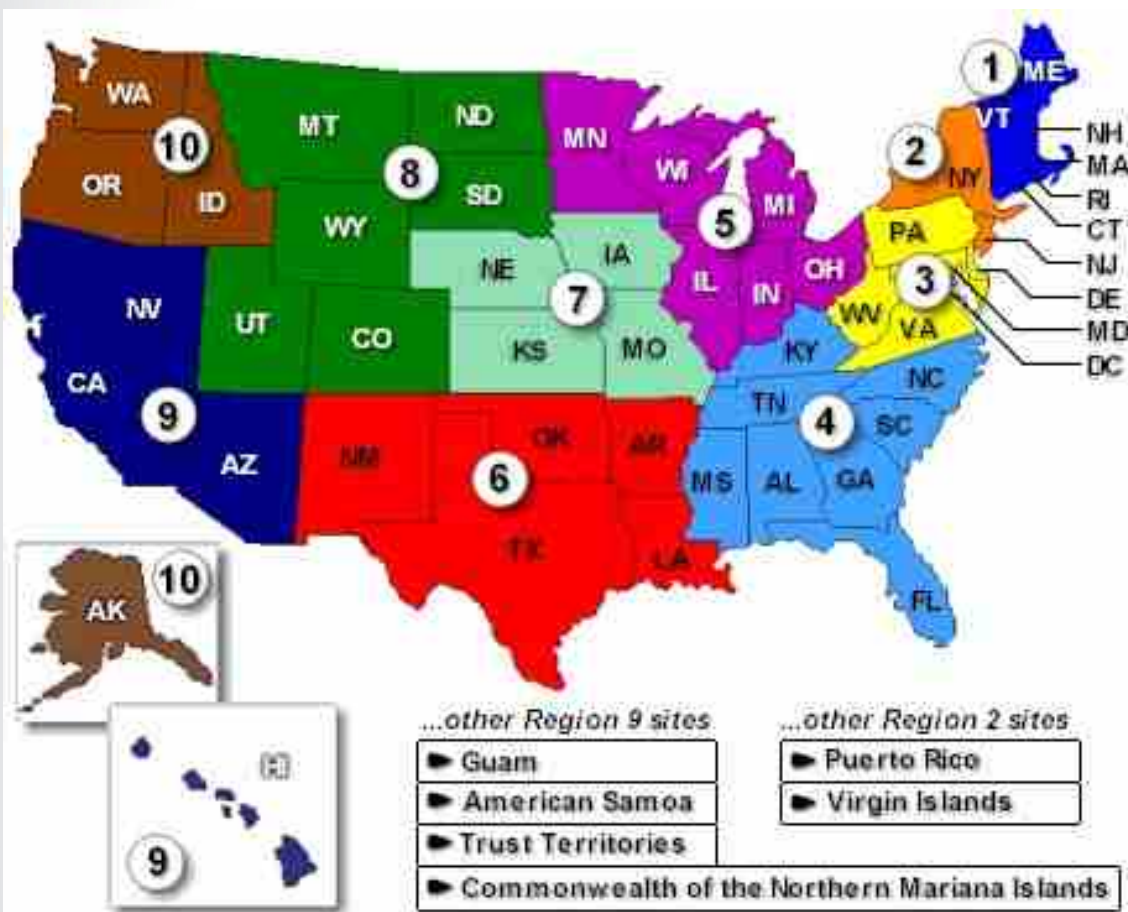 1
ME
WA
VT
NH
MT
ND
MN
10
2
MA
8
WI
OR
NY
RI
ID
SD
5
MI
CT
WY
PA
NE
IA
NJ
OH
3
IL
IN
DE
NV
7
WV
VA
MD
UT
CO
KS
MO
KY
DC
CA
NC
TN
9
4
SC
OK
AR
AZ
NM
6
MS
AL
GA
TX
LA
10
FL
AK
...other Region 9 sites
...other Region 2 sites
Guam
Puerto Rico
American Samoa
Virgin Islands
Trust Territories
9
Commonwealth of the Northern Mariana Islands